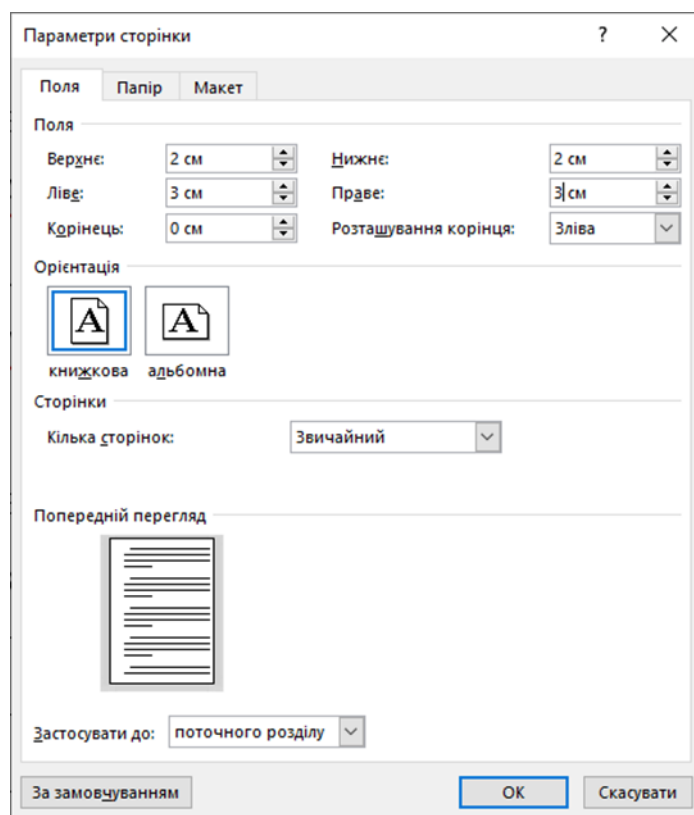 Параметри сторінки ?
Поля Папір Макет
Поля
Верхнє: 2 см Нижнє: 2 см
Ліве: 3 см Праве: 3 см
Корінець: 0 см Розташування корінця: Зліва
Орієнтація
A A
книжкова альбомна
Сторінки
Кілька сторінок: Звичайний
Попередній перегляд
Застосувати до: поточного розділу
За замовчуванням ОК Скасувати